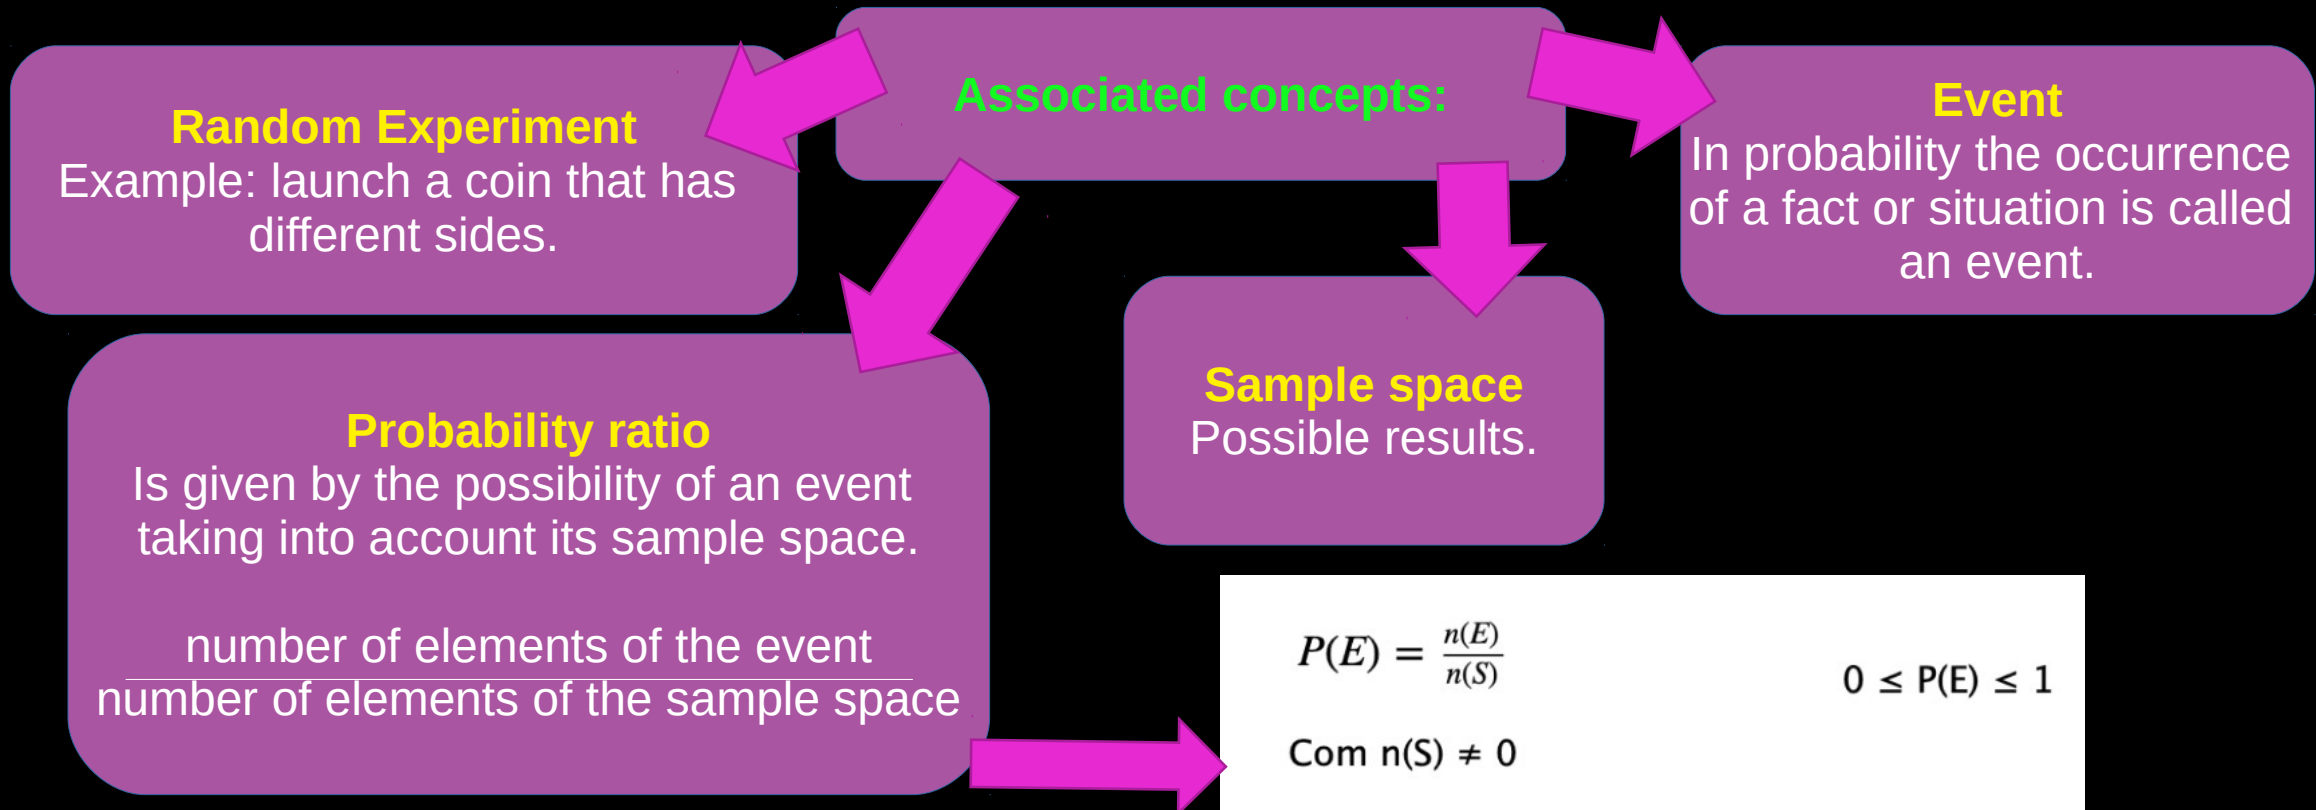 Associated concepts:
Random Experiment
Example: launch a coin that has
different sides.
Event
In probability the occurrence
of a fact or situation is called
an event.
Probability ratio
Is given by the possibility of an event
taking into account its sample space.
number of elements of the event
number of elements of the sample space
Sample space
Possible results.
P(E) = n(E)/n(S)
0 ≤ P(E) ≤ 1
Com n(S) ≠ 0